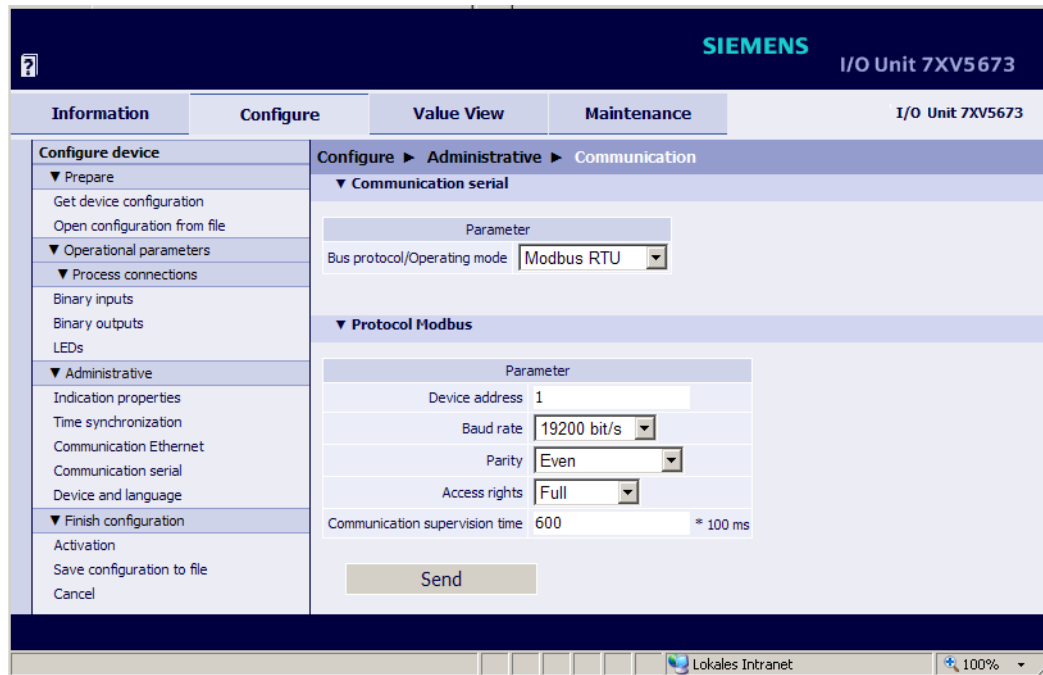 SIEMENS
?
I/O Unit 7XV5673
Information
Configure
Value View
Maintenance
I/O Unit 7XV5673
Configure device
▼ Prepare
Get device configuration
Open configuration from file
▼ Operational parameters
▼ Process connections
Binary inputs
Binary outputs
LEDs
▼ Administrative
Indication properties
Time synchronization
Communication Ethernet
Communication serial
Device and language
▼ Finish configuration
Activation
Save configuration to file
Cancel
Configure ► Administrative ► Communication
▼ Communication serial
Parameter
Bus protocol/Operating mode Modbus RTU
▼ Protocol Modbus
Parameter
Device address 1
Baud rate 19200 bit/s
Parity Even
Access rights Full
Communication supervision time 600 * 100 ms
Send
Lokales Intranet
100%